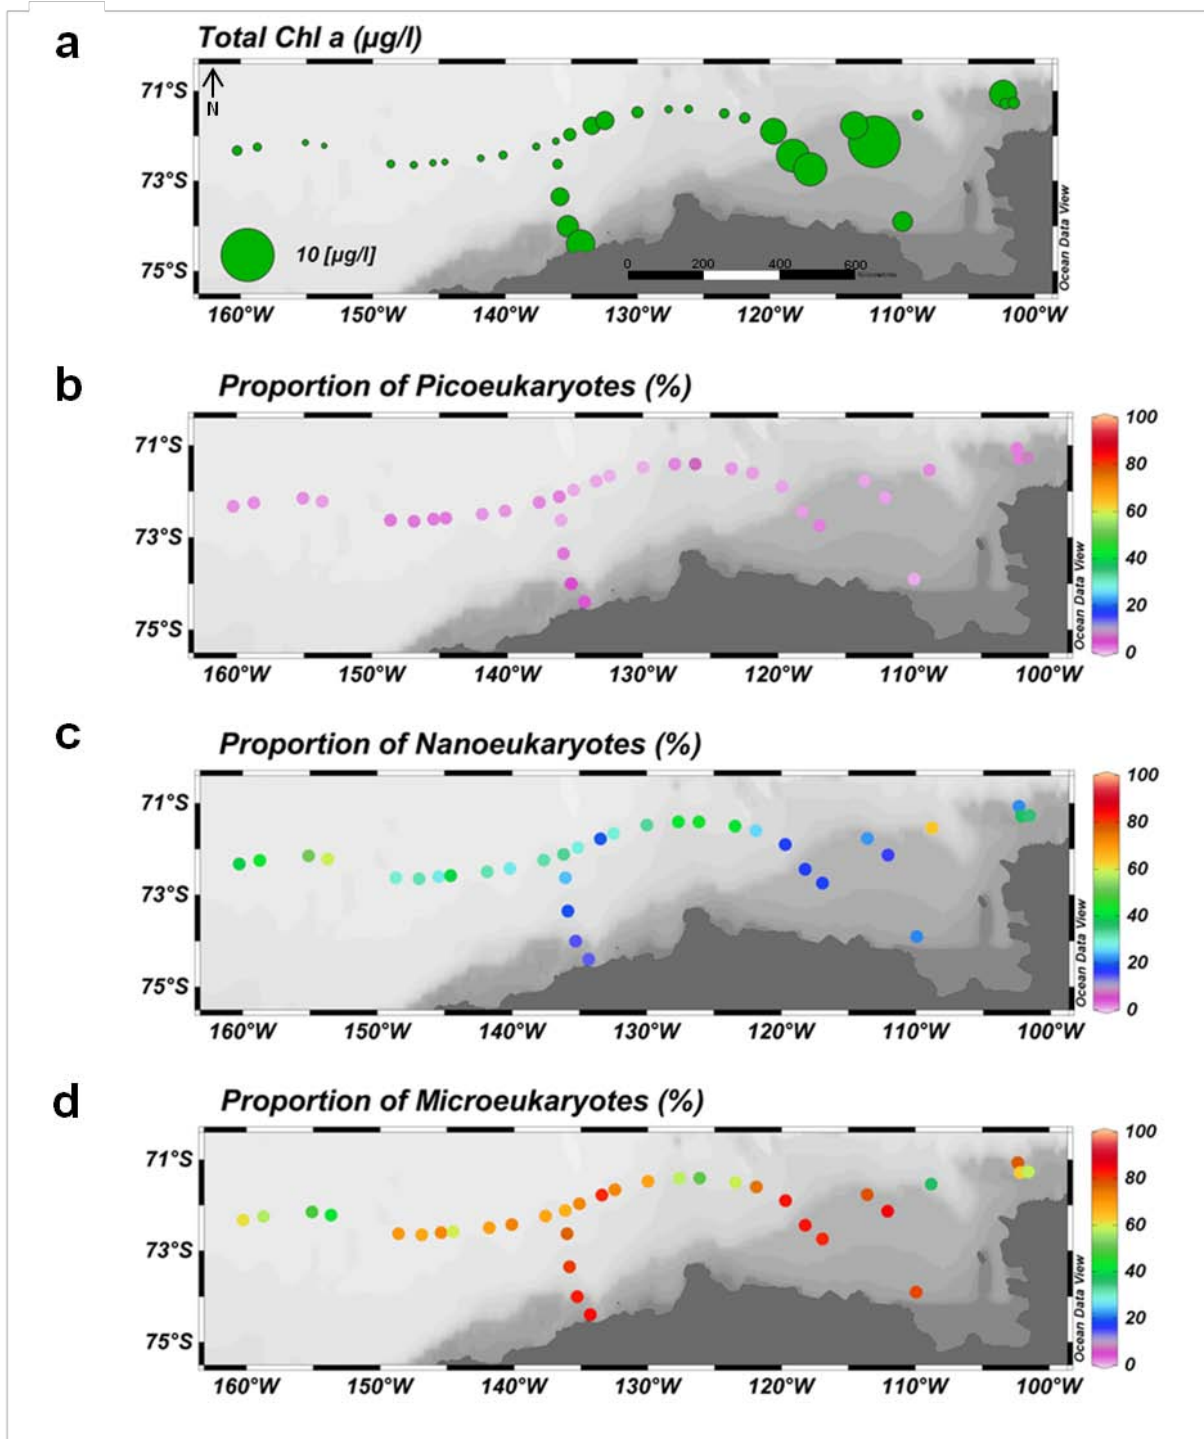 a
Total Chl a (µg/l)
N
71°S
73°S
75°S
10 [µg/l]
0 200 400 600
Ocean Data View
160°W 150°W 140°W 130°W 120°W 110°W 100°W
b
Proportion of Picoeukaryotes (%)
71°S
73°S
75°S
Ocean Data View
100
80
60
40
20
0
160°W 150°W 140°W 130°W 120°W 110°W 100°W
c
Proportion of Nanoeukaryotes (%)
71°S
73°S
75°S
Ocean Data View
100
80
60
40
20
0
160°W 150°W 140°W 130°W 120°W 110°W 100°W
d
Proportion of Microeukaryotes (%)
71°S
73°S
75°S
Ocean Data View
100
80
60
40
20
0
160°W 150°W 140°W 130°W 120°W 110°W 100°W